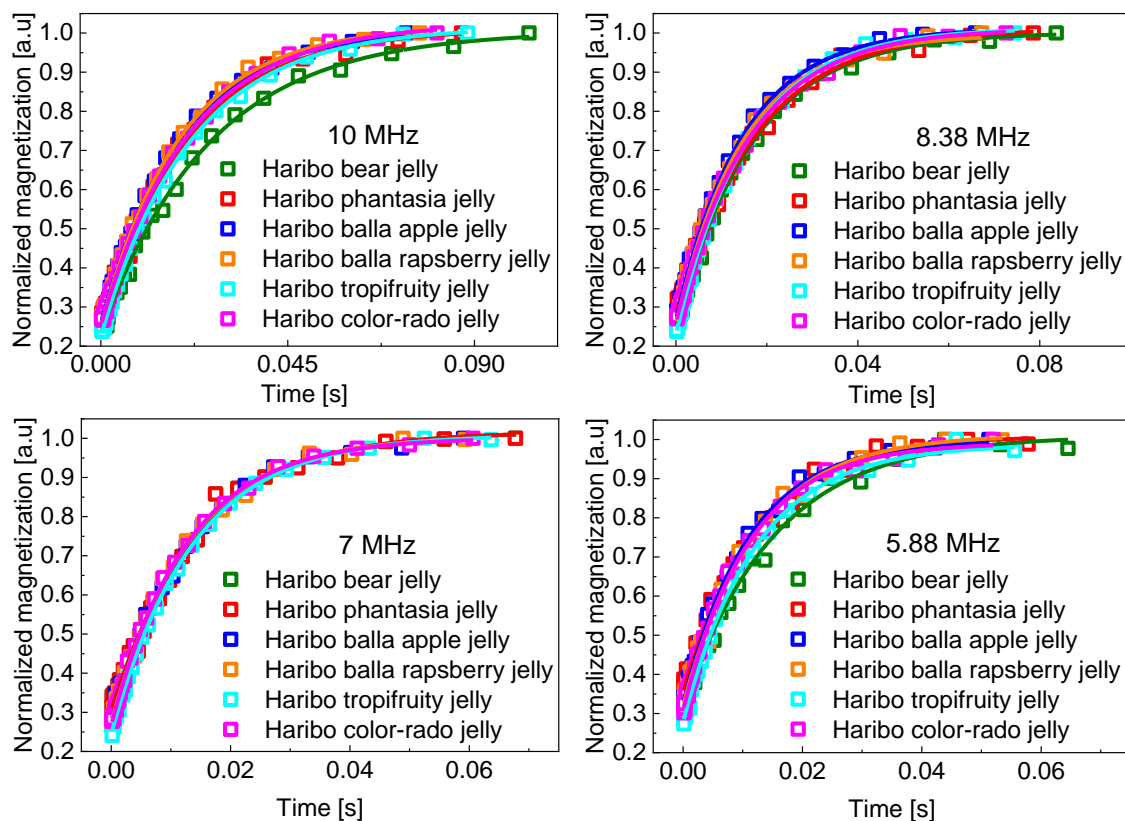 Normalized magnetization [a.u]
1.0
0.9
0.8
0.7
0.6
0.5
0.4
0.3
0.2
10 MHz
Haribo bear jelly
Haribo phantasia jelly
Haribo balla apple jelly
Haribo balla rapsberry jelly
Haribo tropifruity jelly
Haribo color-rado jelly
0.000 0.045 0.090
Time [s]
Normalized magnetization [a.u]
1.0
0.9
0.8
0.7
0.6
0.5
0.4
0.3
0.2
8.38 MHz
Haribo bear jelly
Haribo phantasia jelly
Haribo balla apple jelly
Haribo balla rapsberry jelly
Haribo tropifruity jelly
Haribo color-rado jelly
0.00 0.04 0.08
Time [s]
Normalized magnetization [a.u]
1.0
0.9
0.8
0.7
0.6
0.5
0.4
0.3
0.2
7 MHz
Haribo bear jelly
Haribo phantasia jelly
Haribo balla apple jelly
Haribo balla rapsberry jelly
Haribo tropifruity jelly
Haribo color-rado jelly
0.00 0.02 0.04 0.06
Time [s]
Normalized magnetization [a.u]
1.0
0.9
0.8
0.7
0.6
0.5
0.4
0.3
0.2
5.88 MHz
Haribo bear jelly
Haribo phantasia jelly
Haribo balla apple jelly
Haribo balla rapsberry jelly
Haribo tropifruity jelly
Haribo color-rado jelly
0.00 0.02 0.04 0.06
Time [s]